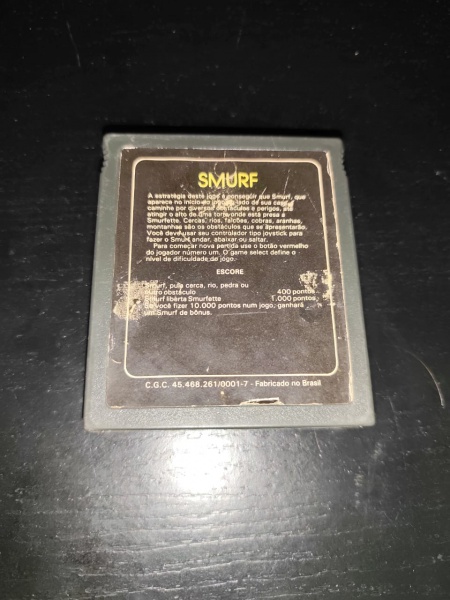 SMURF
A estratégia deste jogo é conseguir que Smurf, que
aparece no início do jogo ao lado de sua casa,
caminhe por diversos obstáculos e perigos, até
atingir o alto de uma torre onde está presa a
Smurfette. Cercas, rios, falcões, cobras, aranhas,
montanhas são os obstáculos que se apresentarão.
Você deve usar seu controlador tipo joystick para
fazer o Smurf andar, abaixar ou saltar.
Para começar nova partida use o botão vermelho
do jogador número um. O game select define o
nível de dificuldade do jogo.
ESCORE
Smurf, pula cerca, rio, pedra ou
outro obstáculo 400 pontos
Smurf liberta Smurfette 1.000 pontos
Se você fizer 10.000 pontos num jogo, ganhará
um Smurf de bônus.
C.G.C. 45.468.261/0001-7 - Fabricado no Brasil